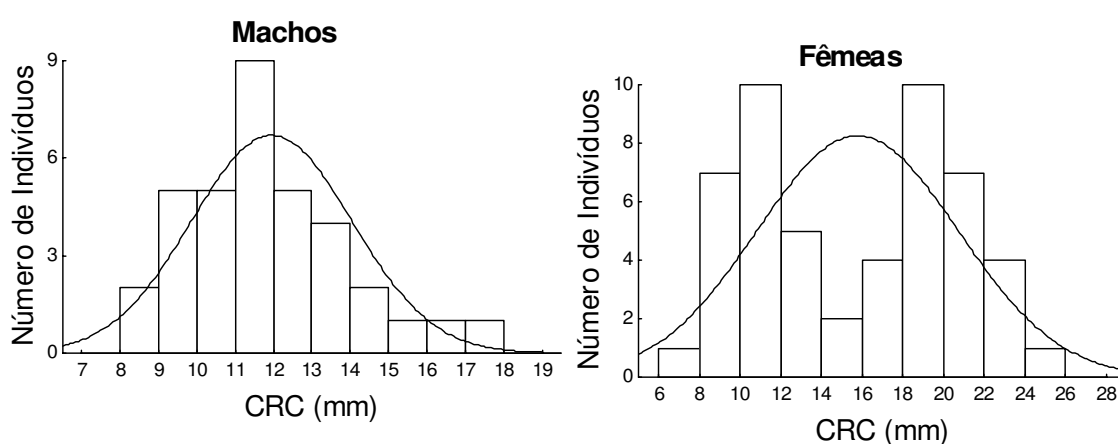 Machos
Número de Indivíduos
9
6
3
0
7 8 9 10 11 12 13 14 15 16 17 18 19
CRC (mm)
Fêmeas
Número de Indivíduos
10
8
6
4
2
0
6 8 10 12 14 16 18 20 22 24 26 28
CRC (mm)